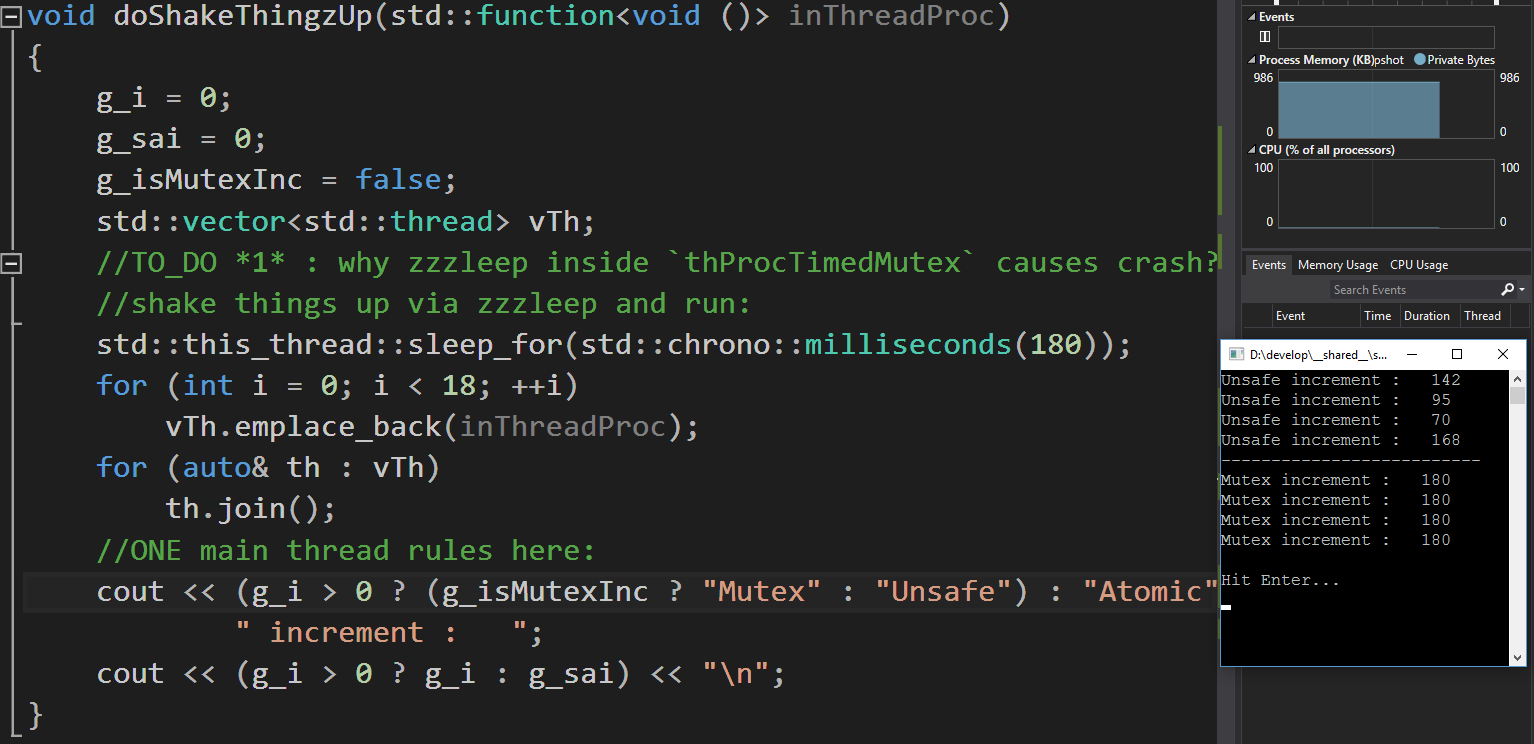 void doShakeThingzUp(std::function<void ()> inThreadProc)
{
    g_i = 0;
    g_sai = 0;
    g_isMutexInc = false;
    std::vector<std::thread> vTh;
    //TO_DO *1* : why zzzleep inside `thProcTimedMutex` causes crash?
    //shake things up via zzzleep and run:
    std::this_thread::sleep_for(std::chrono::milliseconds(180));
    for (int i = 0; i < 18; ++i)
        vTh.emplace_back(inThreadProc);
    for (auto& th : vTh)
        th.join();
    //ONE main thread rules here:
    cout << (g_i > 0 ? (g_isMutexInc ? "Mutex" : "Unsafe") : "Atomic"
            " increment :   ";
    cout << (g_i > 0 ? g_i : g_sai) << "\n";
}
Events
Process Memory (KB)pshot Private Bytes
986 986
0 0
CPU (% of all processors)
100 100
0 0
Events Memory Usage CPU Usage
Search Events
Event Time Duration Thread
D:\develop\__shared__\s...
Unsafe increment :   142
Unsafe increment :   95
Unsafe increment :   70
Unsafe increment :   168
--------------------------
Mutex increment :   180
Mutex increment :   180
Mutex increment :   180
Mutex increment :   180
Hit Enter...